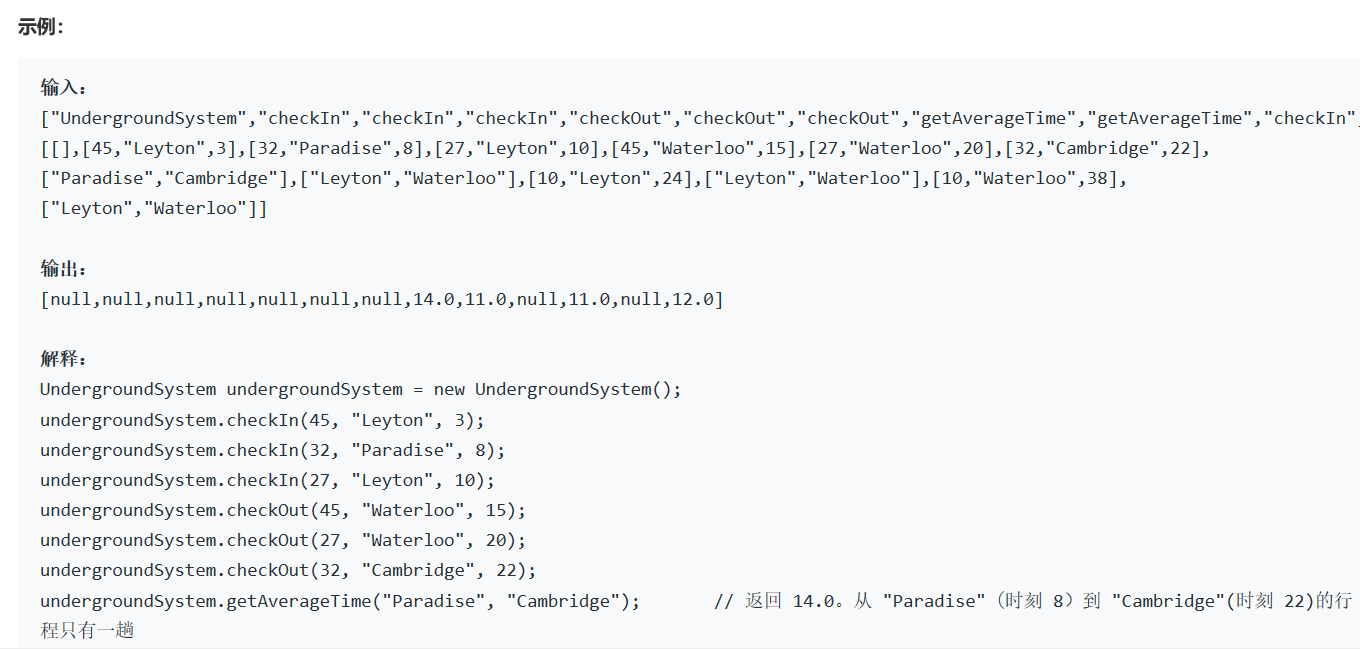 示例：
输入：
["UndergroundSystem","checkIn","checkIn","checkIn","checkOut","checkOut","checkOut","getAverageTime","getAverageTime","checkIn",
[[],[45,"Leyton",3],[32,"Paradise",8],[27,"Leyton",10],[45,"Waterloo",15],[27,"Waterloo",20],[32,"Cambridge",22],
["Paradise","Cambridge"],["Leyton","Waterloo"],[10,"Leyton",24],["Leyton","Waterloo"],[10,"Waterloo",38],
["Leyton","Waterloo"]]
输出：
[null,null,null,null,null,null,null,14.0,11.0,null,11.0,null,12.0]
解释：
UndergroundSystem undergroundSystem = new UndergroundSystem();
undergroundSystem.checkIn(45, "Leyton", 3);
undergroundSystem.checkIn(32, "Paradise", 8);
undergroundSystem.checkIn(27, "Leyton", 10);
undergroundSystem.checkOut(45, "Waterloo", 15);
undergroundSystem.checkOut(27, "Waterloo", 20);
undergroundSystem.checkOut(32, "Cambridge", 22);
undergroundSystem.getAverageTime("Paradise", "Cambridge");       // 返回 14.0。从 "Paradise"（时刻 8）到 "Cambridge"(时刻 22)的行
程只有一趟